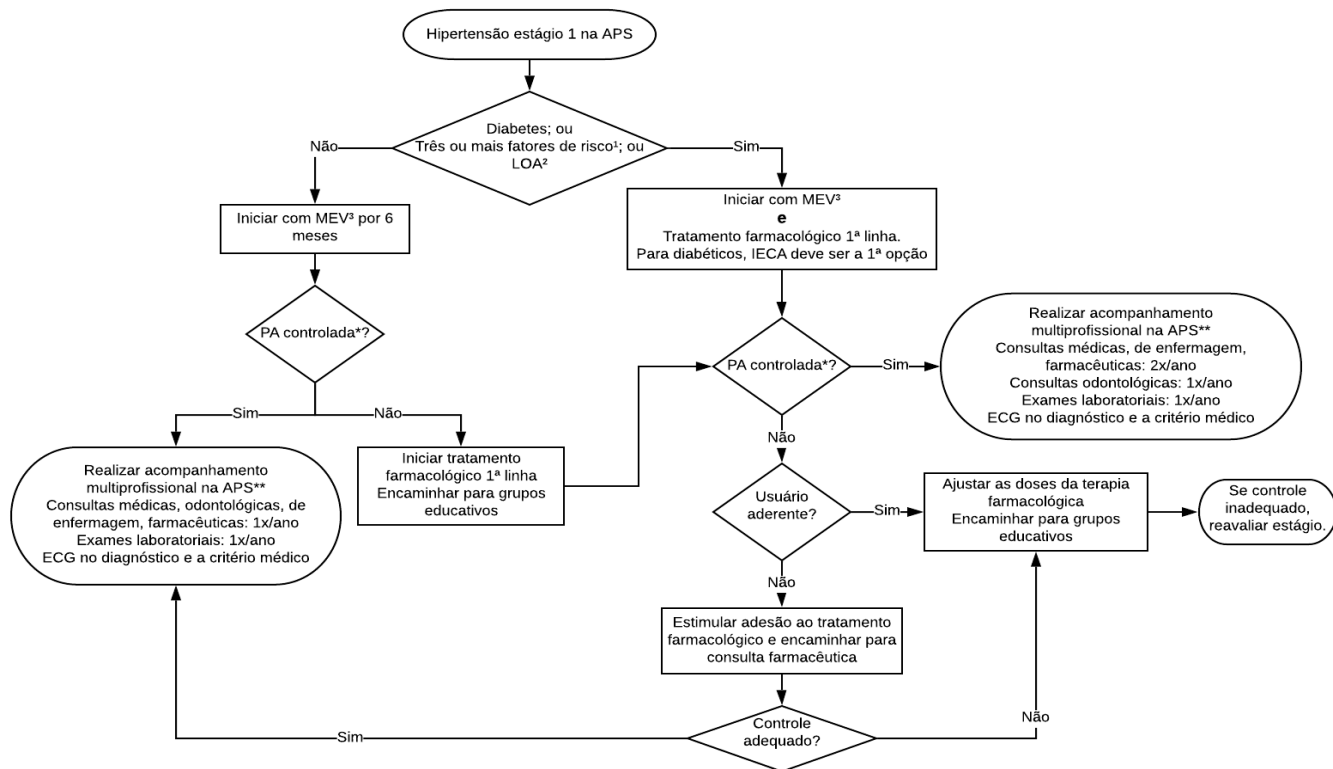 Hipertensão estágio 1 na APS
Diabetes; ou
Três ou mais fatores de risco¹; ou
LOA²
Não
Sim
Iniciar com MEV³ por 6
meses
Iniciar com MEV³
e
Tratamento farmacológico 1ª linha.
Para diabéticos, IECA deve ser a 1ª opção
PA controlada*?
PA controlada*?
Sim
Realizar acompanhamento
multiprofissional na APS**
Consultas médicas, de enfermagem,
farmacêuticas: 2x/ano
Consultas odontológicas: 1x/ano
Exames laboratoriais: 1x/ano
ECG no diagnóstico e a critério médico
Sim
Não
Realizar acompanhamento
multiprofissional na APS**
Consultas médicas, odontológicas, de
enfermagem, farmacêuticas: 1x/ano
Exames laboratoriais: 1x/ano
ECG no diagnóstico e a critério médico
Iniciar tratamento
farmacológico 1ª linha
Encaminhar para grupos
educativos
Não
Usuário
aderente?
Sim
Ajustar as doses da terapia
farmacológica
Encaminhar para grupos
educativos
Se controle
inadequado,
reavaliar estágio.
Não
Estimular adesão ao tratamento
farmacológico e encaminhar para
consulta farmacêutica
Controle
adequado?
Sim
Não